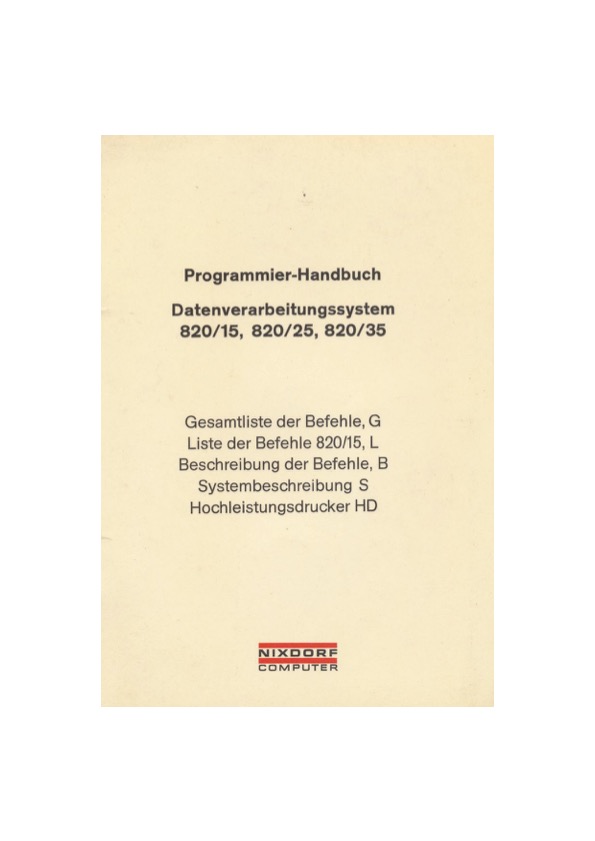 Programmier-Handbuch
Datenverarbeitungssystem
820/15, 820/25, 820/35
Gesamtliste der Befehle, G
Liste der Befehle 820/15, L
Beschreibung der Befehle, B
Systembeschreibung S
Hochleistungsdrucker HD
NIXDORF
COMPUTER